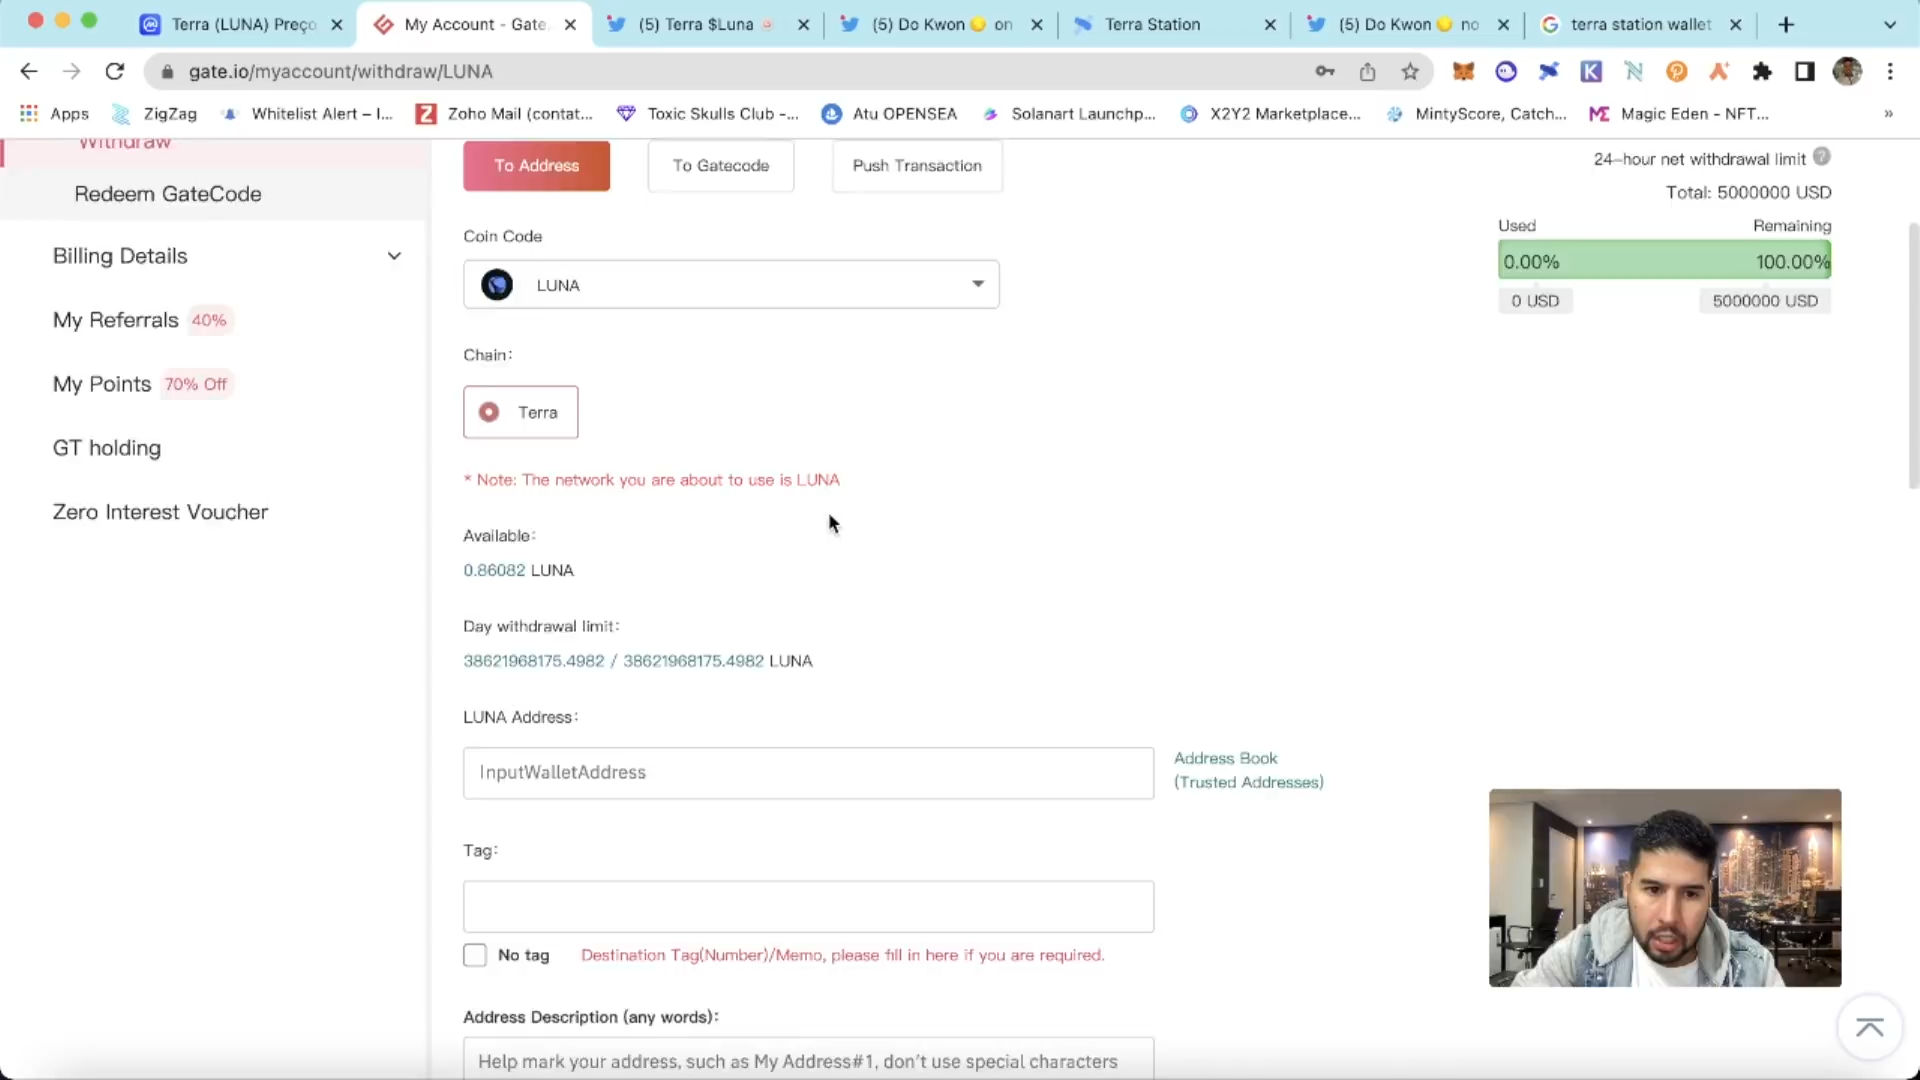 Terra (LUNA) Preço
My Account - Gate.
(5) Terra $Luna
(5) Do Kwon on
Terra Station
(5) Do Kwon no
terra station wallet
gate.io/myaccount/withdraw/LUNA
Apps
ZigZag
Whitelist Alert – I...
Zoho Mail (contat...
Toxic Skulls Club -...
Atu OPENSEA
Solanart Launchp...
X2Y2 Marketplace...
MintyScore, Catch...
Magic Eden - NFT...
»
Withdraw
Redeem GateCode
Billing Details
My Referrals 40%
My Points 70% Off
GT holding
Zero Interest Voucher
To Address
To Gatecode
Push Transaction
24-hour net withdrawal limit ?
Total: 5000000 USD
Used
Remaining
0.00%
100.00%
0 USD
5000000 USD
Coin Code
LUNA
Chain:
Terra
* Note: The network you are about to use is LUNA
Available:
0.86082 LUNA
Day withdrawal limit:
38621968175.4982 / 38621968175.4982 LUNA
LUNA Address:
InputWalletAddress
Address Book
(Trusted Addresses)
Tag:
No tag
Destination Tag(Number)/Memo, please fill in here if you are required.
Address Description (any words):
Help mark your address, such as My Address#1, don't use special characters